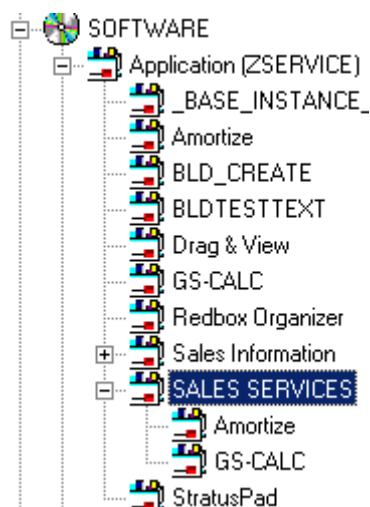 SOFTWARE
Application (ZSERVICE)
_BASE_INSTANCE_
Amortize
BLD_CREATE
BLDTESTTEXT
Drag & View
GS-CALC
Redbox Organizer
Sales Information
SALES SERVICES
Amortize
GS-CALC
StratusPad